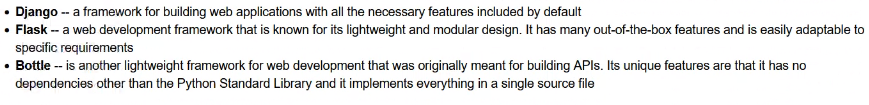 • Django -- a framework for building web applications with all the necessary features included by default
• Flask -- a web development framework that is known for its lightweight and modular design. It has many out-of-the-box features and is easily adaptable to
specific requirements
• Bottle -- is another lightweight framework for web development that was originally meant for building APIs. Its unique features are that it has no
dependencies other than the Python Standard Library and it implements everything in a single source file